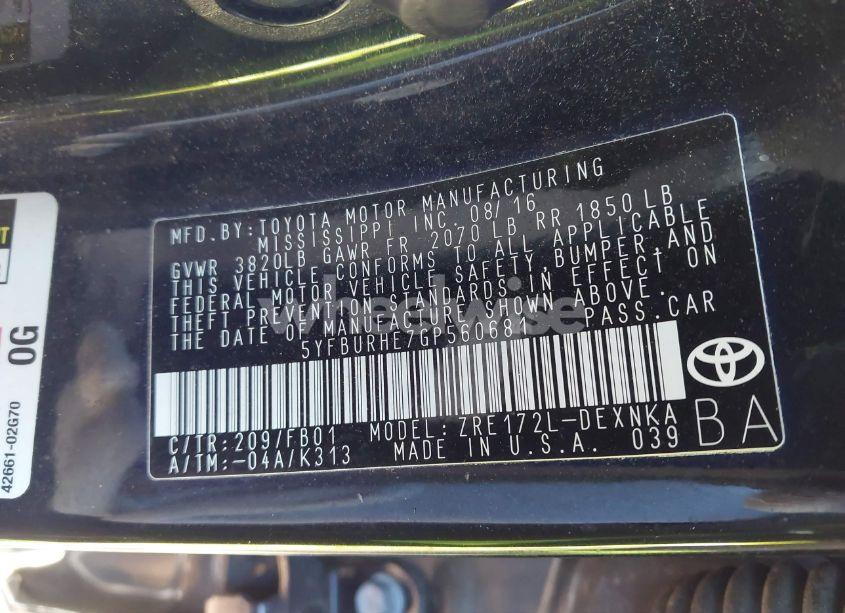 MFD. BY: TOYOTA MOTOR MANUFACTURING
MISSISSIPPI INC. 08/16
GVWR 3820LB GAWR FR 2070 LB RR 1850 LB
THIS VEHICLE CONFORMS TO ALL APPLICABLE
FEDERAL MOTOR VEHICLE SAFETY, BUMPER, AND
THEFT PREVENTION STANDARDS IN EFFECT ON
THE DATE OF MANUFACTURE SHOWN ABOVE.
5YFBURHE7GP560681 PASS.CAR
C/TR:209/FB01 MODEL:ZRE172L-DEXNKA
A/TM:-04A/K313 MADE IN U.S.A. 039
BA
0G
42661-02G70
wheelwise